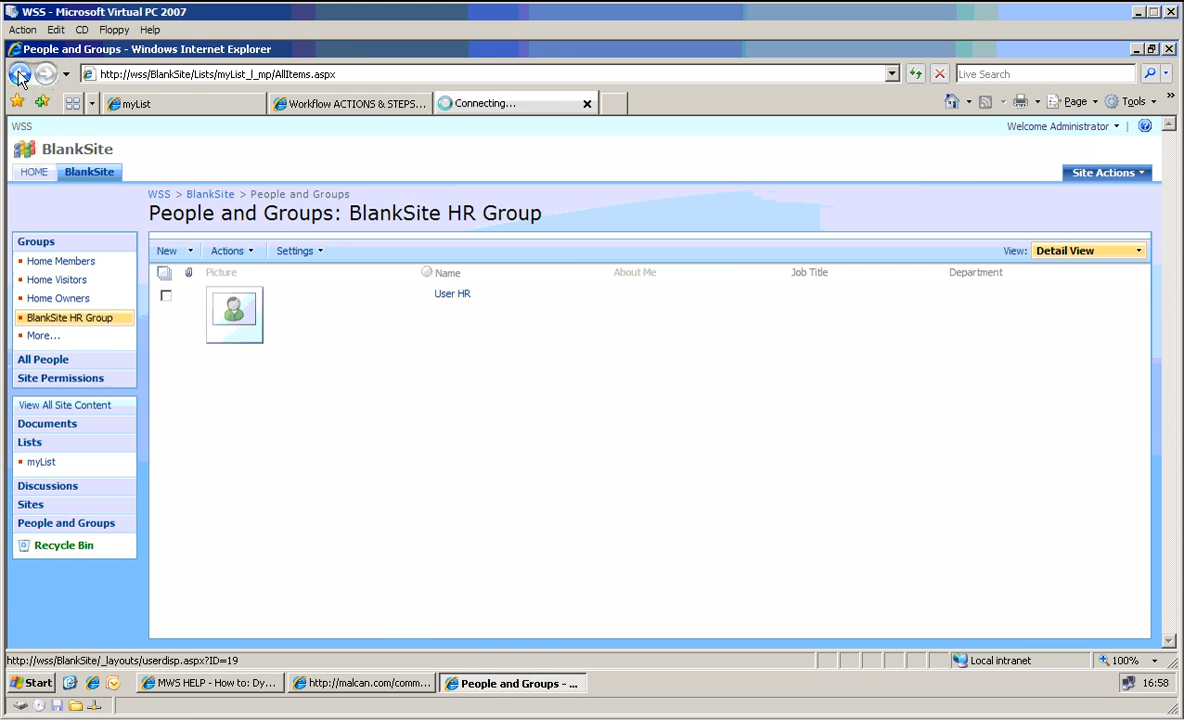 WSS - Microsoft Virtual PC 2007
Action Edit CD Floppy Help
People and Groups - Windows Internet Explorer
http://wss/BlankSite/Lists/myList_I_mp/AllItems.aspx
Live Search
myList
Workflow ACTIONS & STEPS...
Connecting...
Page
Tools
WSS
Welcome Administrator
BlankSite
HOME
BlankSite
Site Actions
WSS > BlankSite > People and Groups
People and Groups: BlankSite HR Group
Groups
Home Members
Home Visitors
Home Owners
BlankSite HR Group
More...
All People
Site Permissions
View All Site Content
Documents
Lists
myList
Discussions
Sites
People and Groups
Recycle Bin
New Actions Settings
View: Detail View
Picture Name About Me Job Title Department
User HR
http://wss/BlankSite/_layouts/userdisp.aspx?ID=19
Local intranet
100%
Start
MWS HELP - How to: Dy...
http://malcan.com/comm...
People and Groups - ...
16:58